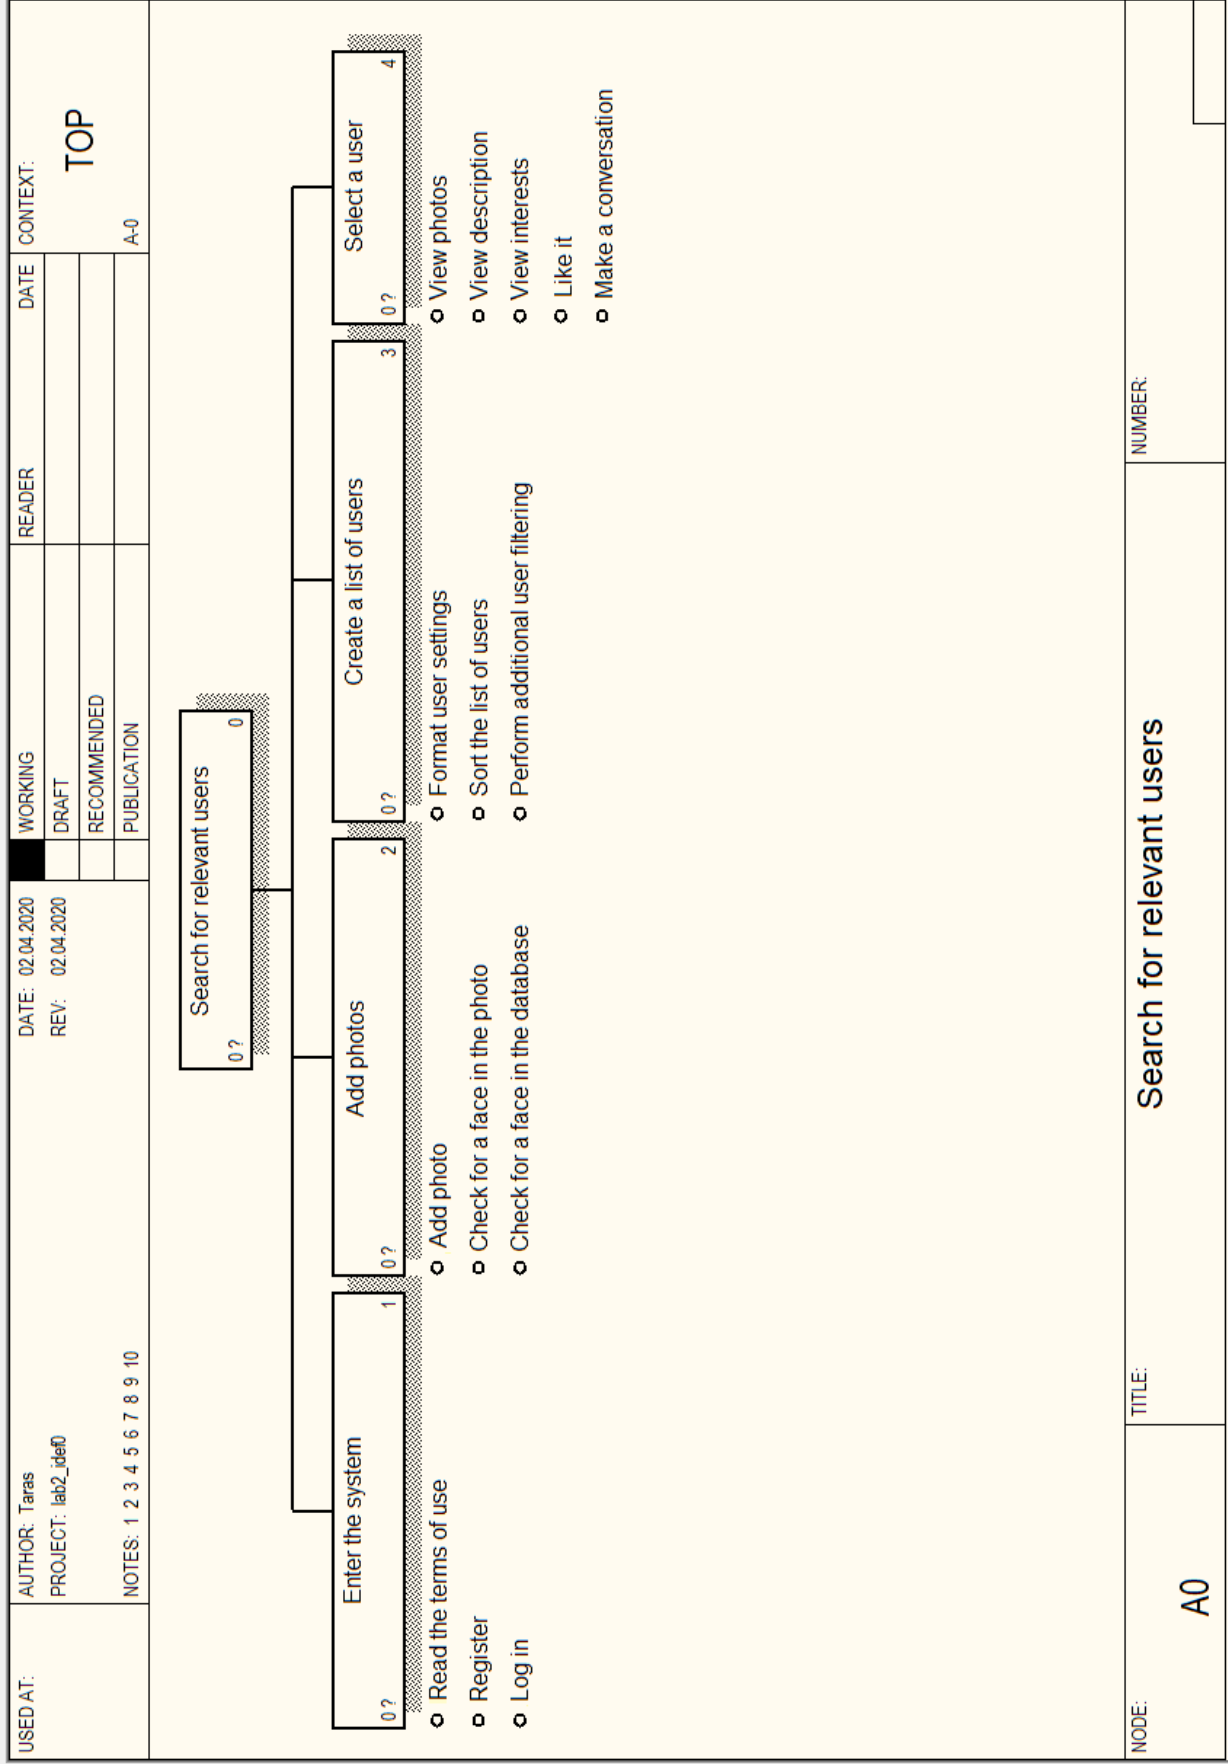 USED AT:
AUTHOR: Taras
DATE: 02.04.2020
PROJECT: lab2_idef0
REV: 02.04.2020
NOTES: 1 2 3 4 5 6 7 8 9 10
WORKING
DRAFT
RECOMMENDED
PUBLICATION
READER
DATE
CONTEXT:
TOP
A-0
Search for relevant users
0 ?
0
Enter the system
0 ?
1
Read the terms of use
Register
Log in
Add photos
0 ?
2
Add photo
Check for a face in the photo
Check for a face in the database
Create a list of users
0 ?
3
Format user settings
Sort the list of users
Perform additional user filtering
Select a user
0 ?
4
View photos
View description
View interests
Like it
Make a conversation
NODE:
A0
TITLE:
Search for relevant users
NUMBER: